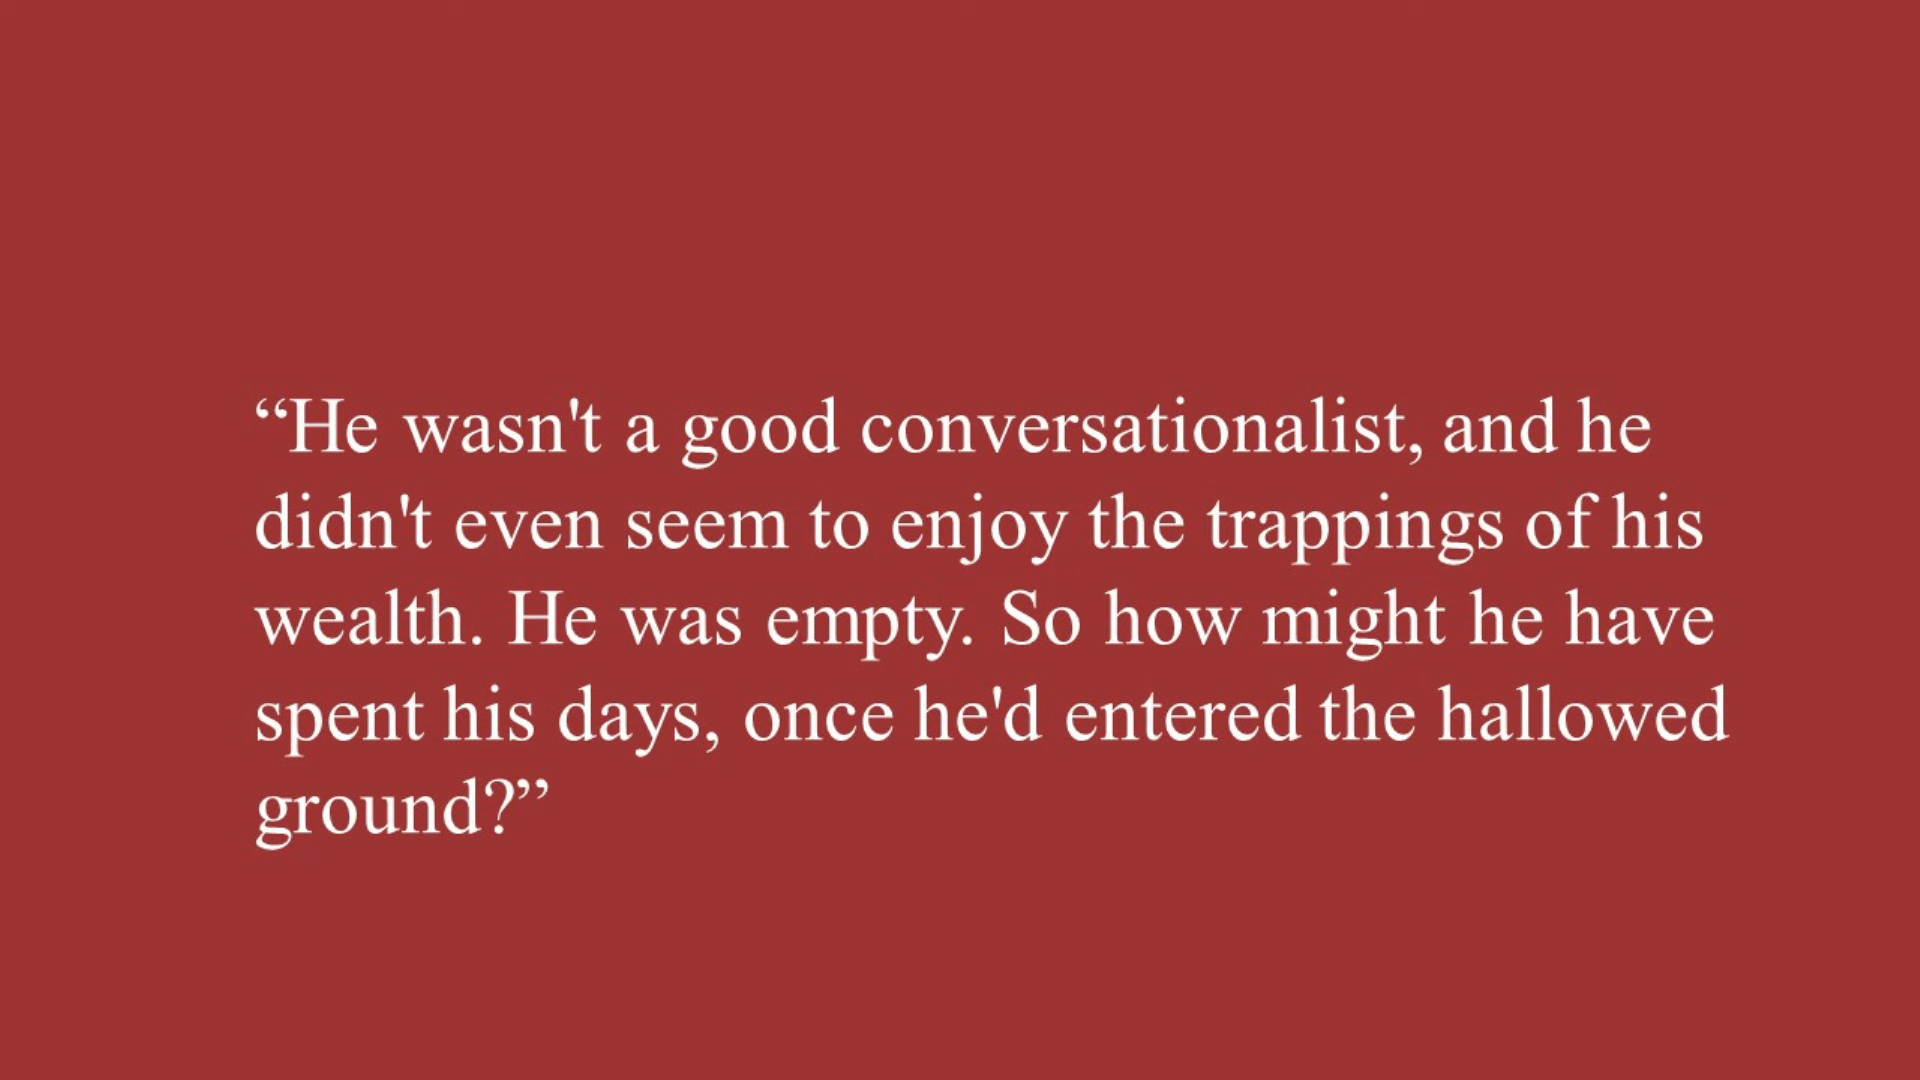 “He wasn't a good conversationalist, and he
didn't even seem to enjoy the trappings of his
wealth. He was empty. So how might he have
spent his days, once he'd entered the hallowed
ground?”